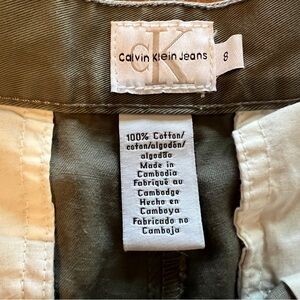 CK
Calvin Klein Jeans
8
100% Cotton/
coton/algodón/
algodão
Made in
Cambodia
Fabriqué au
Cambodge
Hecho en
Camboya
Fabricado no
Camboja